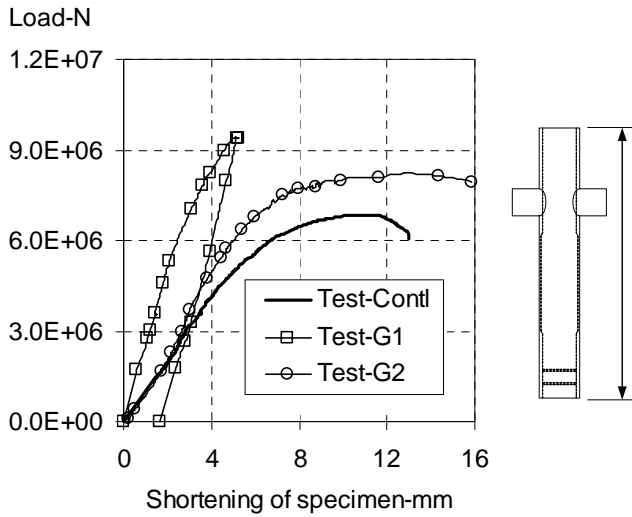 Load-N
1.2E+07
9.0E+06
6.0E+06
3.0E+06
0.0E+00
Test-Contl
Test-G1
Test-G2
0 4 8 12 16
Shortening of specimen-mm